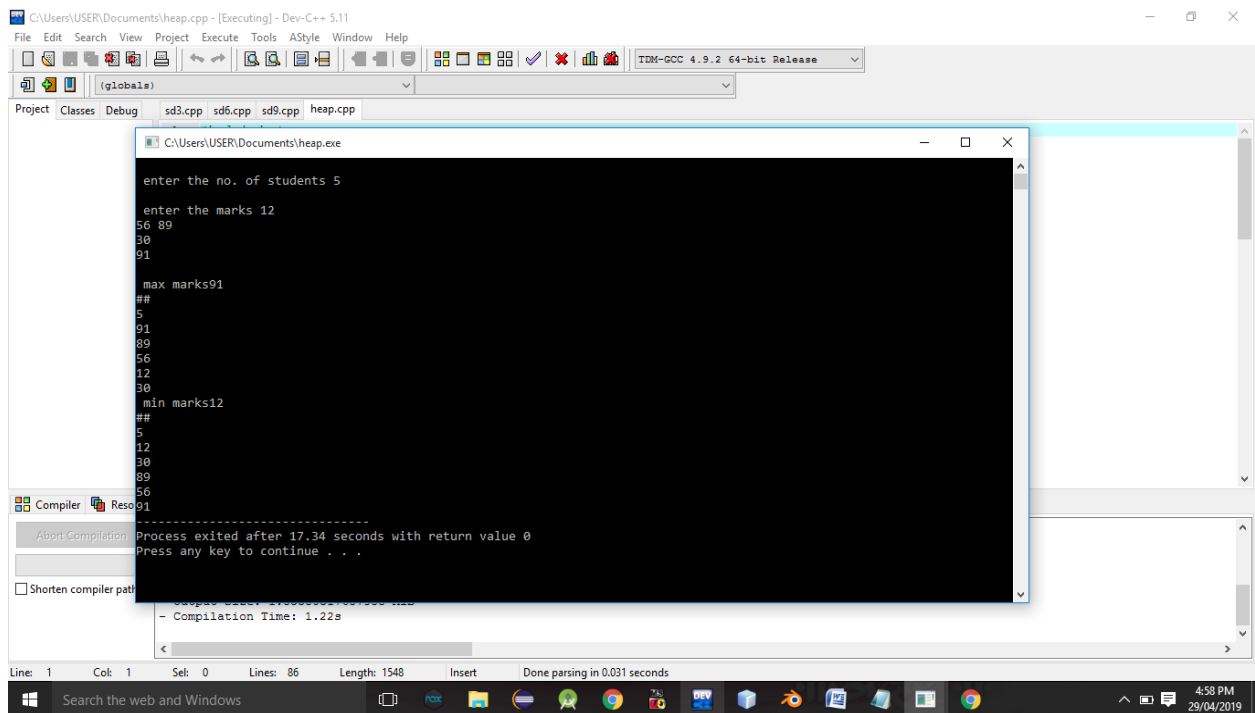 C:\Users\USER\Documents\heap.cpp - [Executing] - Dev-C++ 5.11
File Edit Search View Project Execute Tools AStyle Window Help
TDM-GCC 4.9.2 64-bit Release
(globals)
Project Classes Debug sd3.cpp sd6.cpp sd9.cpp heap.cpp
C:\Users\USER\Documents\heap.exe
enter the no. of students 5
enter the marks 12
56 89
30
91
max marks91
##
5
91
89
56
12
30
min marks12
##
5
12
30
89
56
91
--------------------------------
Process exited after 17.34 seconds with return value 0
Press any key to continue . . .
Compiler Reso
Abort Compilation
Shorten compiler path
- Compilation Time: 1.22s
Line: 1 Col: 1 Sel: 0 Lines: 86 Length: 1548 Insert Done parsing in 0.031 seconds
Search the web and Windows
DEV
4:58 PM
29/04/2019